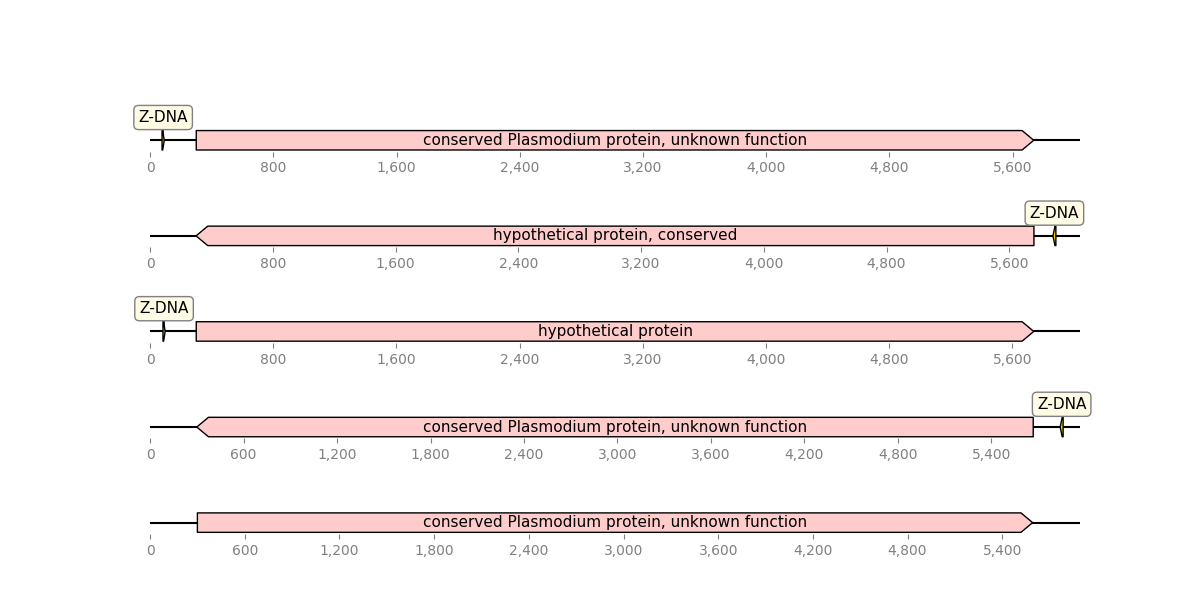 Z-DNA
conserved Plasmodium protein, unknown function
0 800 1,600 2,400 3,200 4,000 4,800 5,600
Z-DNA
hypothetical protein, conserved
0 800 1,600 2,400 3,200 4,000 4,800 5,600
Z-DNA
hypothetical protein
0 800 1,600 2,400 3,200 4,000 4,800 5,600
Z-DNA
conserved Plasmodium protein, unknown function
0 600 1,200 1,800 2,400 3,000 3,600 4,200 4,800 5,400
conserved Plasmodium protein, unknown function
0 600 1,200 1,800 2,400 3,000 3,600 4,200 4,800 5,400